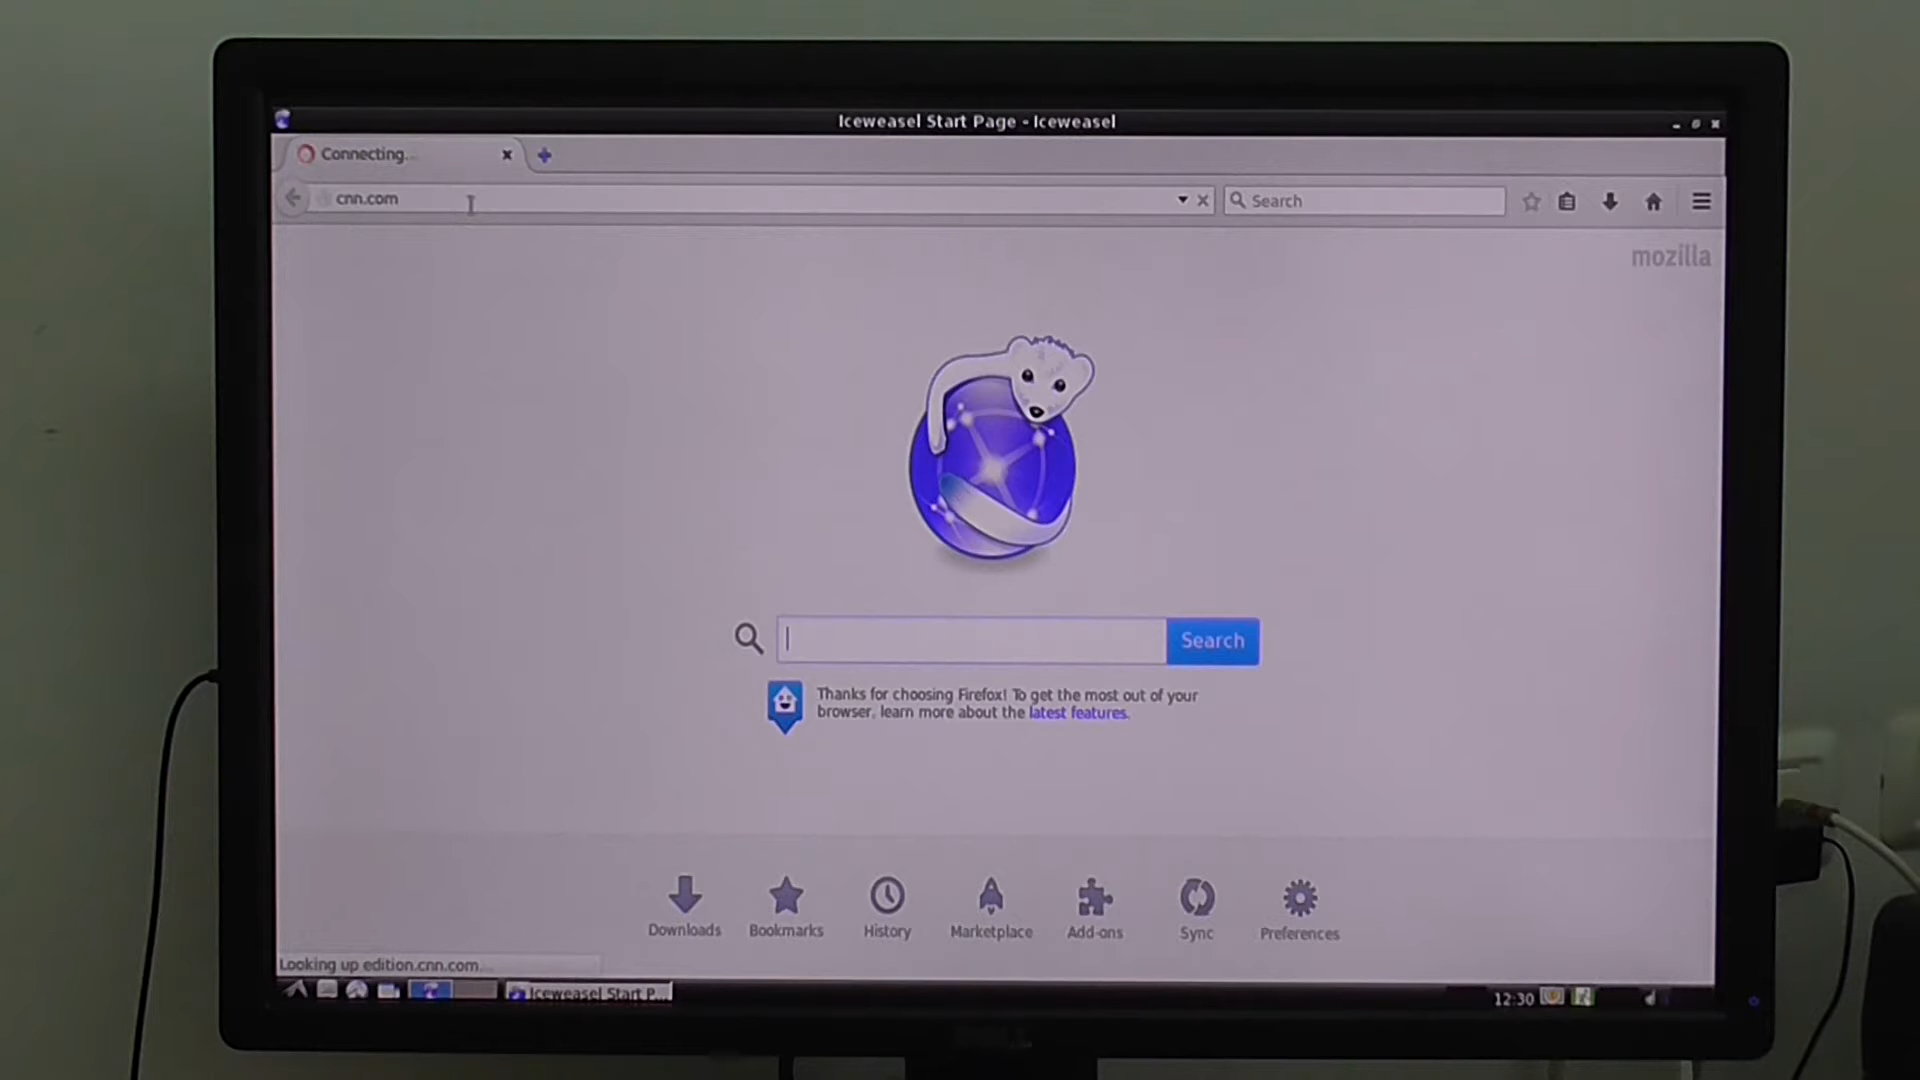 Iceweasel Start Page - Iceweasel
Connecting...
cnn.com
Search
mozilla
Search
Thanks for choosing Firefox! To get the most out of your
browser, learn more about the latest features.
Downloads
Bookmarks
History
Marketplace
Add-ons
Sync
Preferences
Looking up edition.cnn.com...
Iceweasel Start P...
12:30